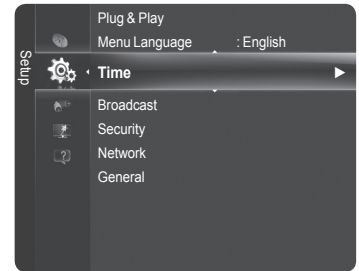 Setup
Plug & Play
Menu Language : English
Time
Broadcast
Security
Network
General